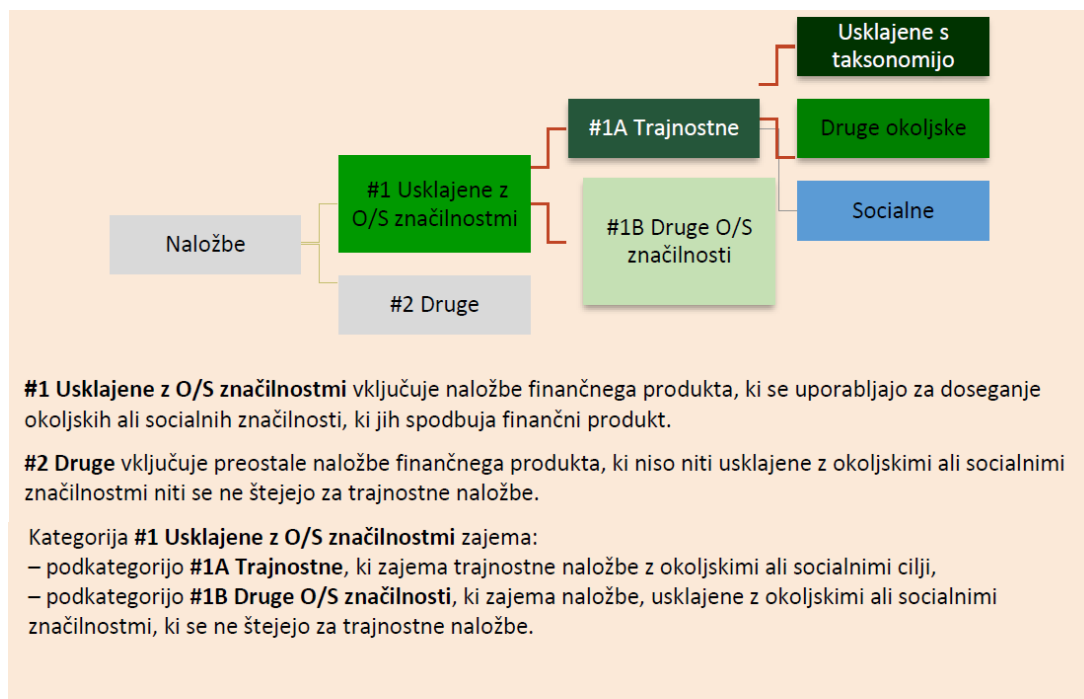 Usklajene s
taksonomijo
#1A Trajnostne
Druge okoljske
#1 Usklajene z
O/S značilnostmi
Socialne
#1B Druge O/S
značilnosti
Naložbe
#2 Druge
#1 Usklajene z O/S značilnostmi vključuje naložbe finančnega produkta, ki se uporabljajo za doseganje
okoljskih ali socialnih značilnosti, ki jih spodbuja finančni produkt.
#2 Druge vključuje preostale naložbe finančnega produkta, ki niso niti usklajene z okoljskimi ali socialnimi
značilnostmi niti se ne štejejo za trajnostne naložbe.
Kategorija #1 Usklajene z O/S značilnostmi zajema:
– podkategorijo #1A Trajnostne, ki zajema trajnostne naložbe z okoljskimi ali socialnimi cilji,
– podkategorijo #1B Druge O/S značilnosti, ki zajema naložbe, usklajene z okoljskimi ali socialnimi
značilnostmi, ki se ne štejejo za trajnostne naložbe.